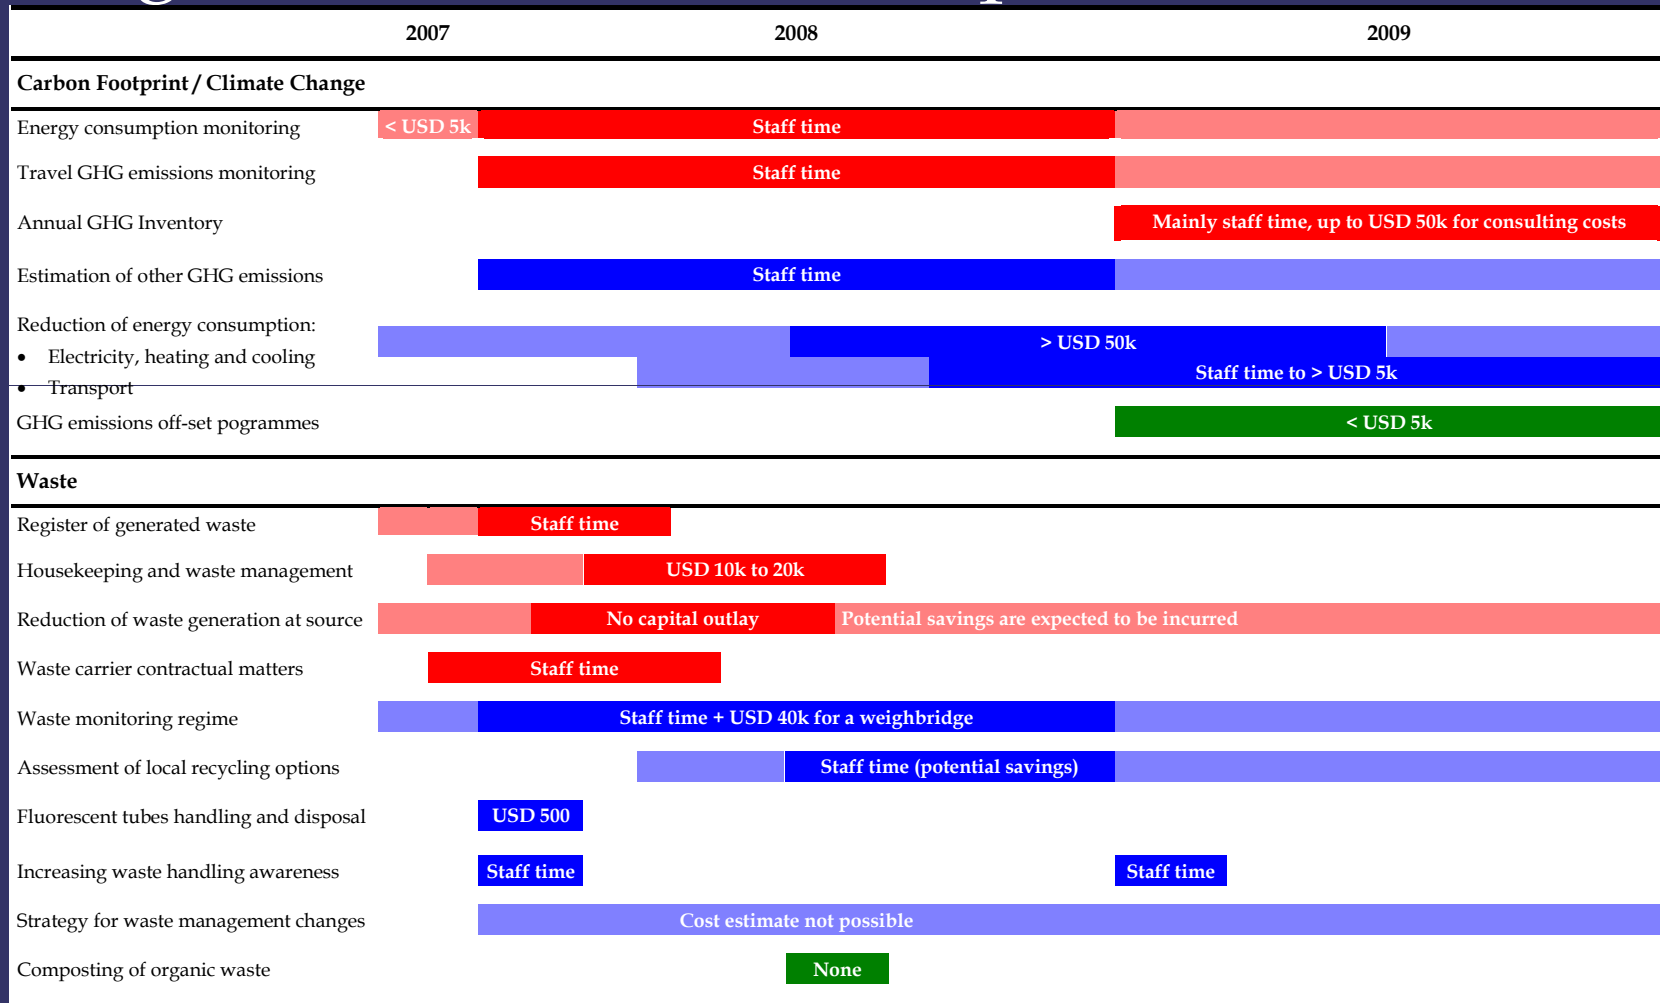 2007 2008 2009
Carbon Footprint / Climate Change
Energy consumption monitoring < USD 5k Staff time
Travel GHG emissions monitoring Staff time
Annual GHG Inventory Mainly staff time, up to USD 50k for consulting costs
Estimation of other GHG emissions Staff time
Reduction of energy consumption:
• Electricity, heating and cooling > USD 50k
• Transport Staff time to > USD 5k
GHG emissions off-set pogrammes < USD 5k
Waste
Register of generated waste Staff time
Housekeeping and waste management USD 10k to 20k
Reduction of waste generation at source No capital outlay Potential savings are expected to be incurred
Waste carrier contractual matters Staff time
Waste monitoring regime Staff time + USD 40k for a weighbridge
Assessment of local recycling options Staff time (potential savings)
Fluorescent tubes handling and disposal USD 500
Increasing waste handling awareness Staff time Staff time
Strategy for waste management changes Cost estimate not possible
Composting of organic waste None